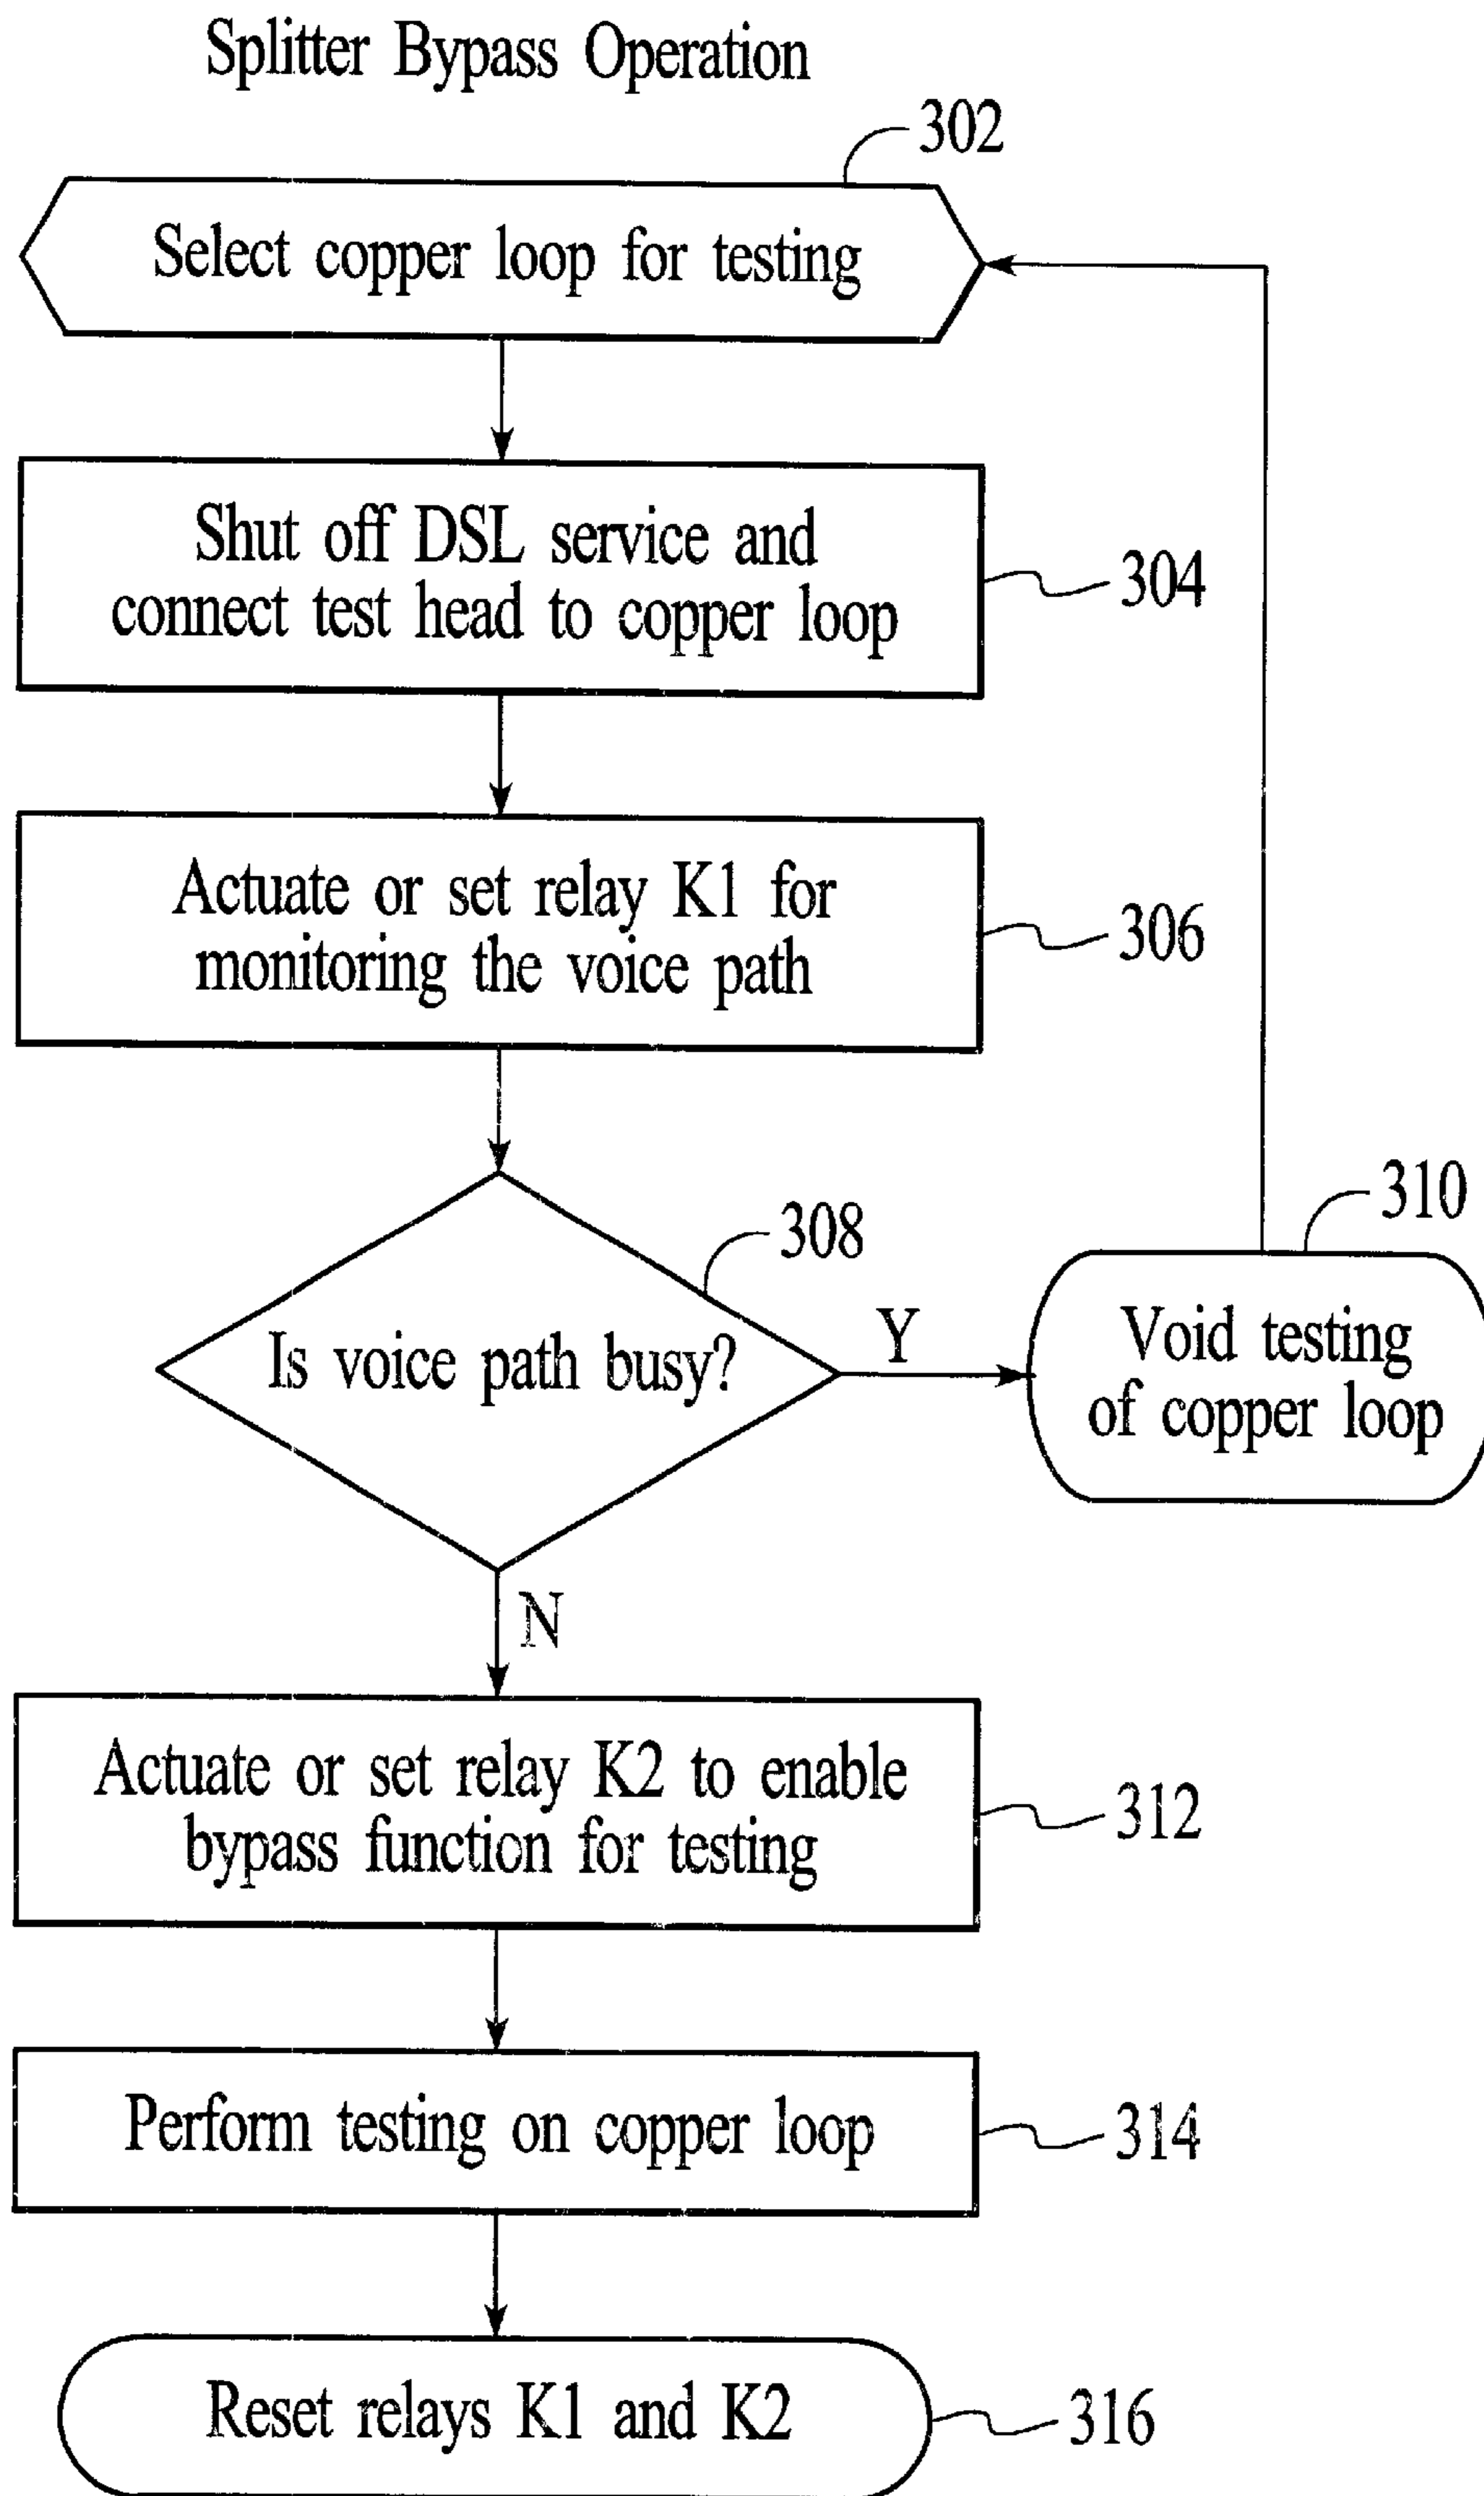 Splitter Bypass Operation
302
Select copper loop for testing
Shut off DSL service and
connect test head to copper loop
304
Actuate or set relay K1 for
monitoring the voice path
306
308
Is voice path busy?
Y
310
Void testing
of copper loop
N
Actuate or set relay K2 to enable
bypass function for testing
312
Perform testing on copper loop
314
Reset relays K1 and K2
316